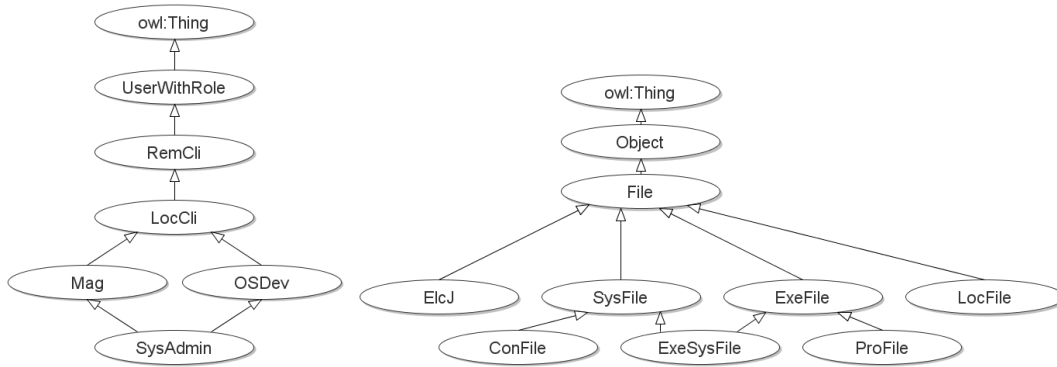 owl:Thing
UserWithRole
RemCli
LocCli
Mag OSDev
SysAdmin
owl:Thing
Object
File
ElcJ SysFile ExeFile LocFile
ConFile ExeSysFile ProFile